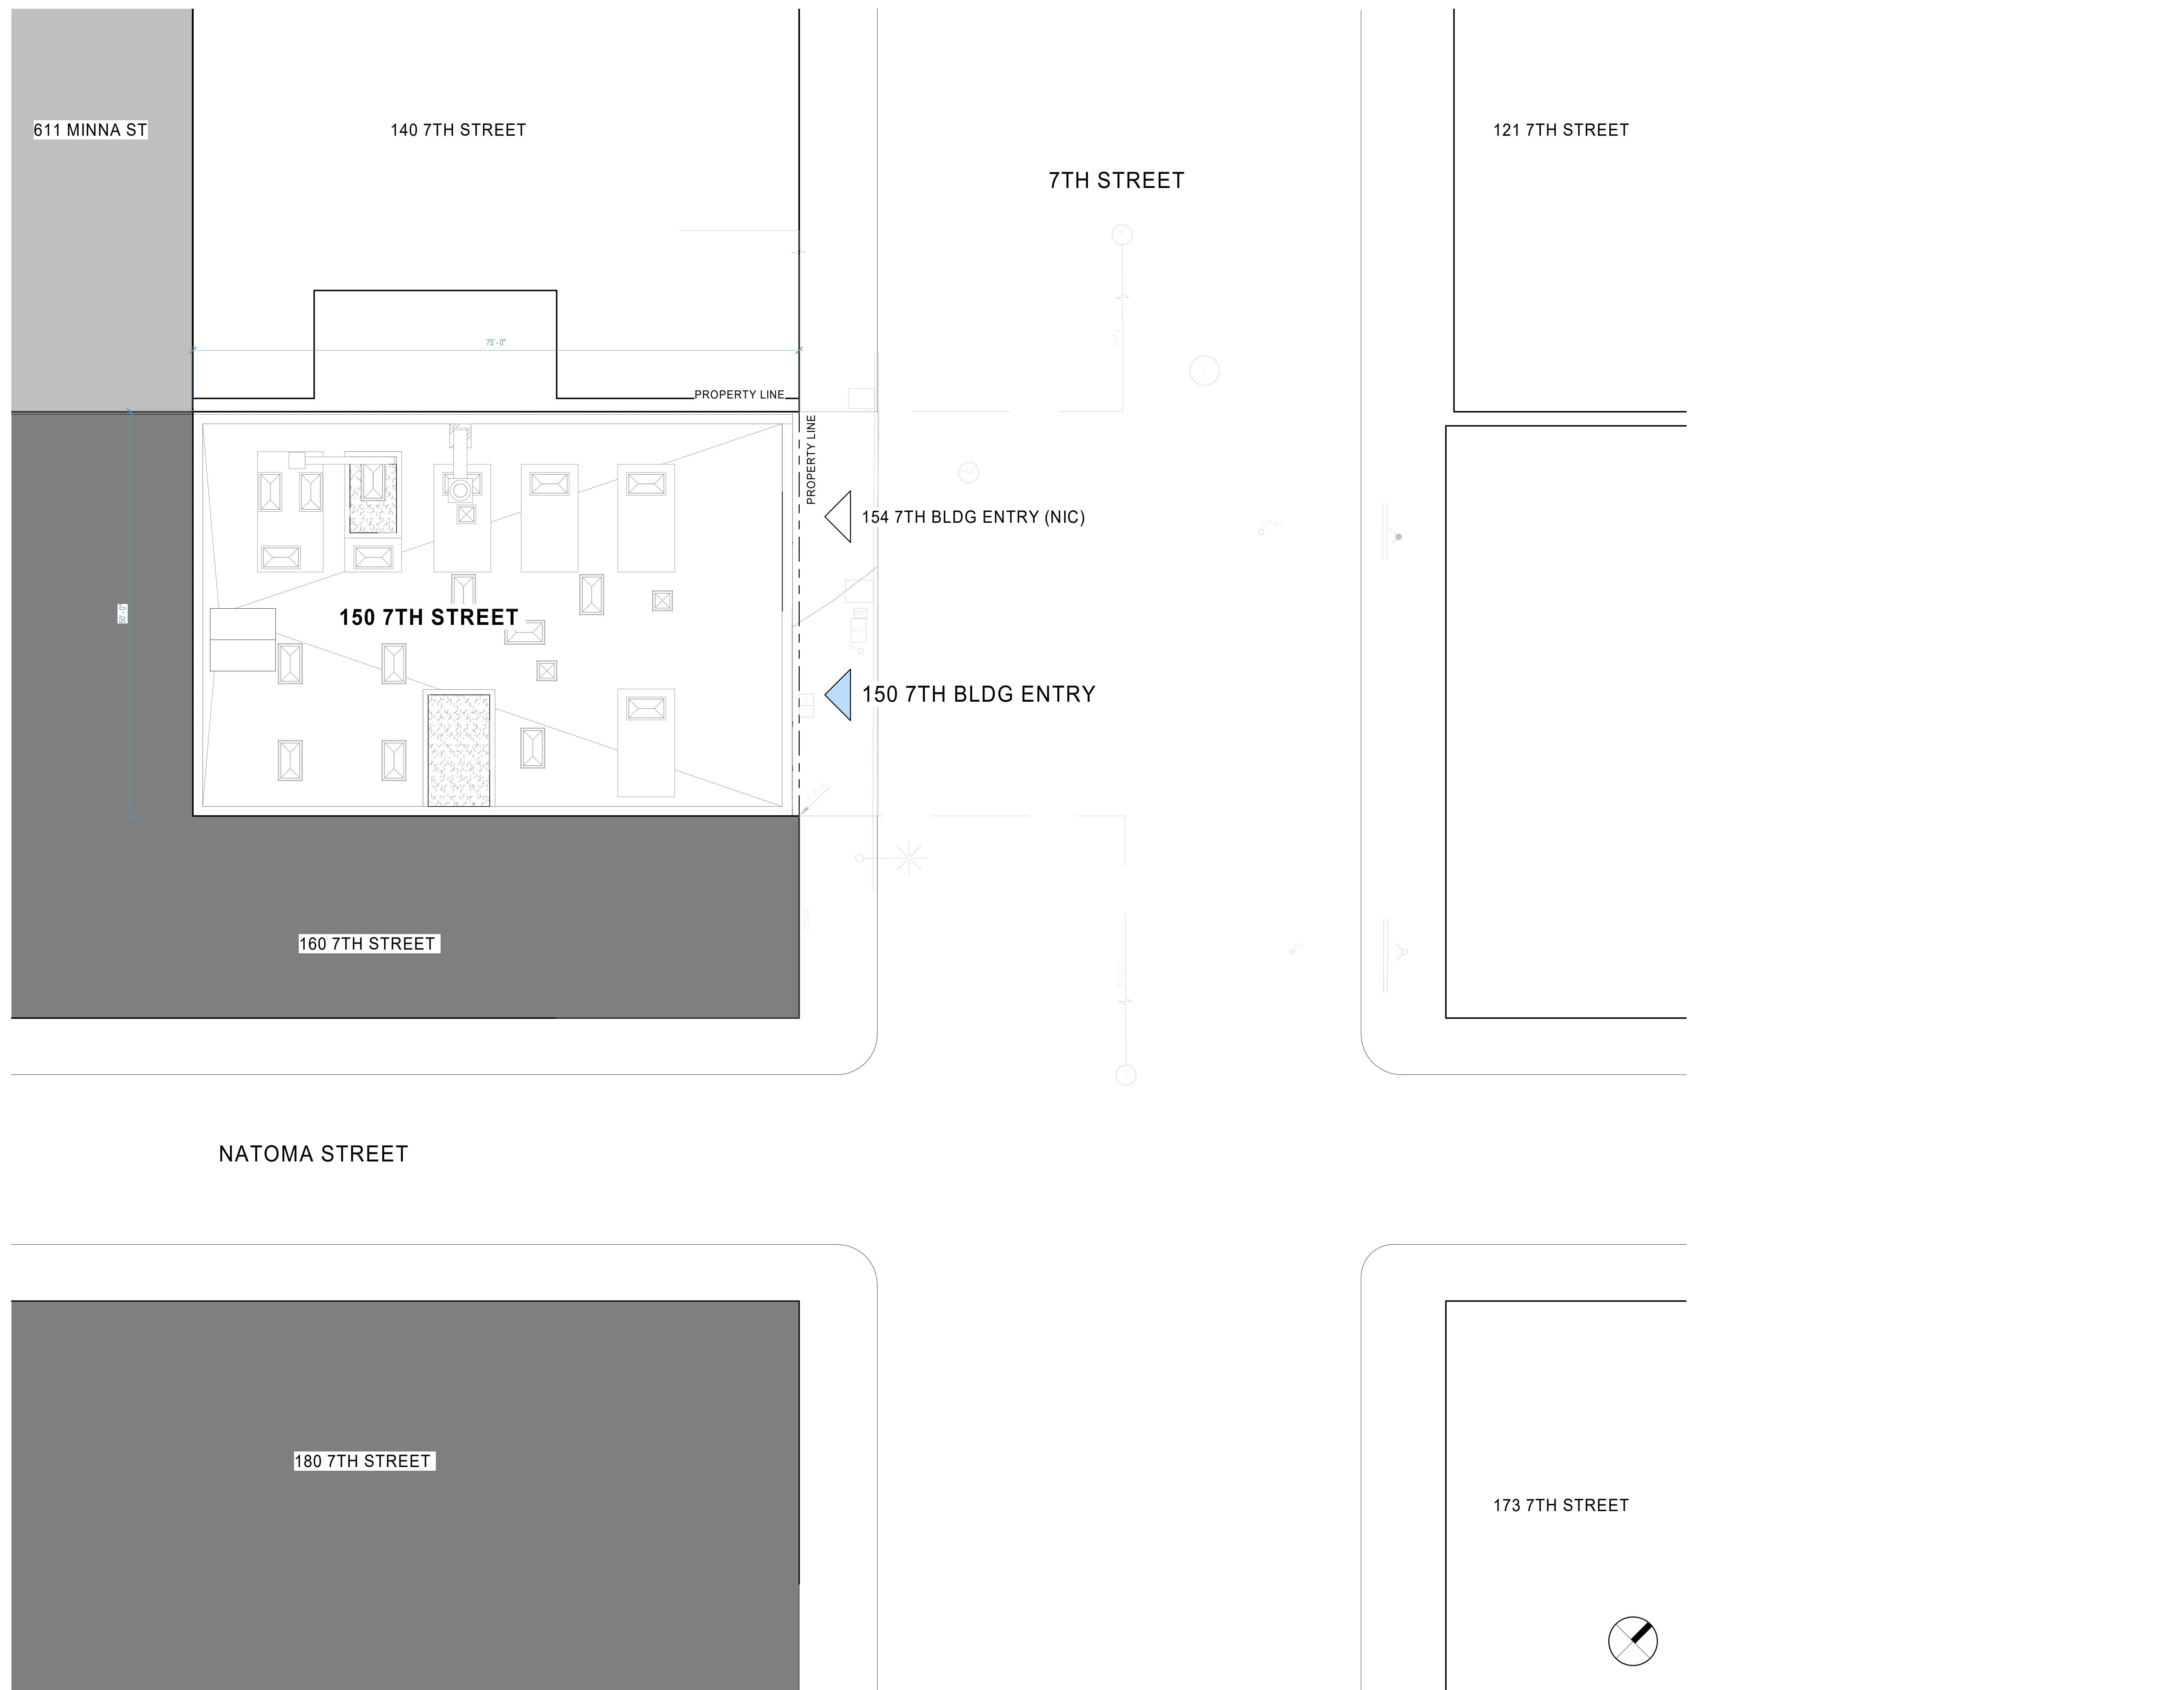 611 MINNA ST
140 7TH STREET
121 7TH STREET
7TH STREET
75' - 0"
PROPERTY LINE
PROPERTY LINE
154 7TH BLDG ENTRY (NIC)
150 7TH STREET
150 7TH BLDG ENTRY
160 7TH STREET
NATOMA STREET
180 7TH STREET
173 7TH STREET